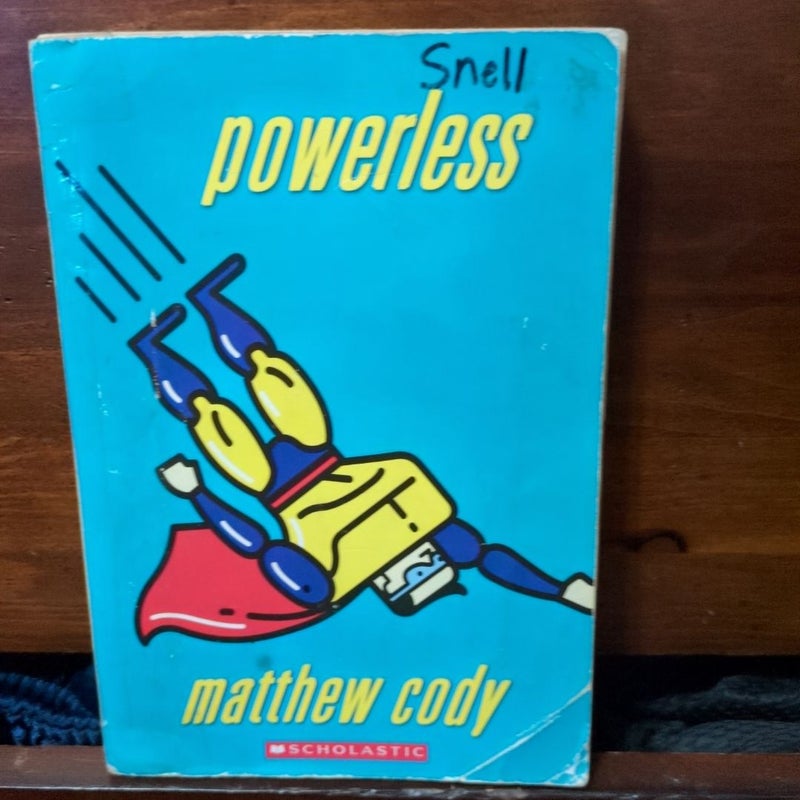 Snell
powerless
matthew cody
SCHOLASTIC